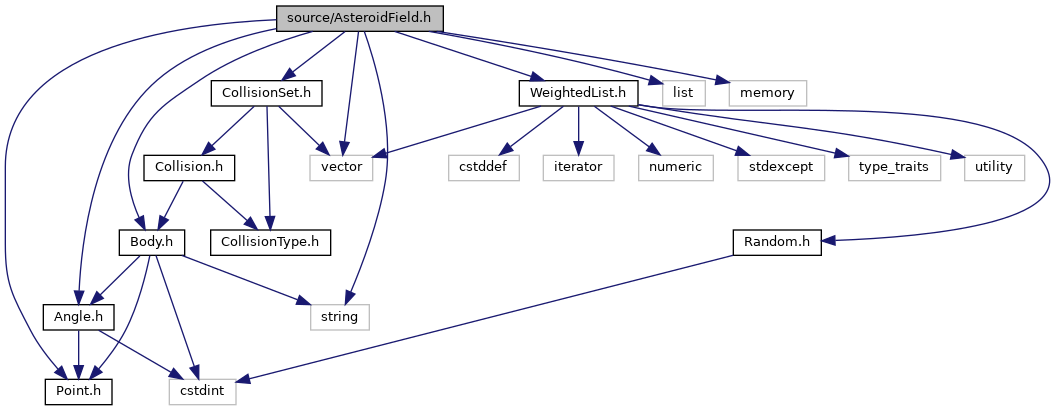 source/AsteroidField.h
CollisionSet.h
WeightedList.h
list
memory
Collision.h
vector
cstddef
iterator
numeric
stdexcept
type_traits
utility
Body.h
CollisionType.h
Random.h
Angle.h
string
Point.h
cstdint